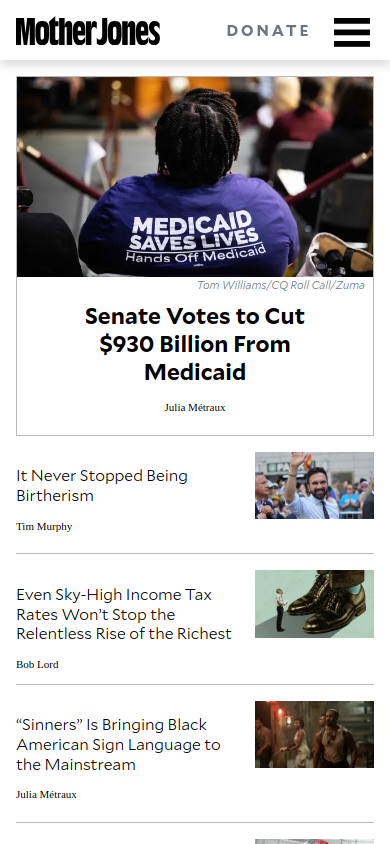 Mother Jones
DONATE
MEDICAID
SAVES LIVES
Hands Off Medicaid
Tom Williams/CQ Roll Call/Zuma
Senate Votes to Cut
$930 Billion From
Medicaid
Julia Métraux
It Never Stopped Being
Birtherism
Tim Murphy
Even Sky-High Income Tax
Rates Won’t Stop the
Relentless Rise of the Richest
Bob Lord
“Sinners” Is Bringing Black
American Sign Language to
the Mainstream
Julia Métraux